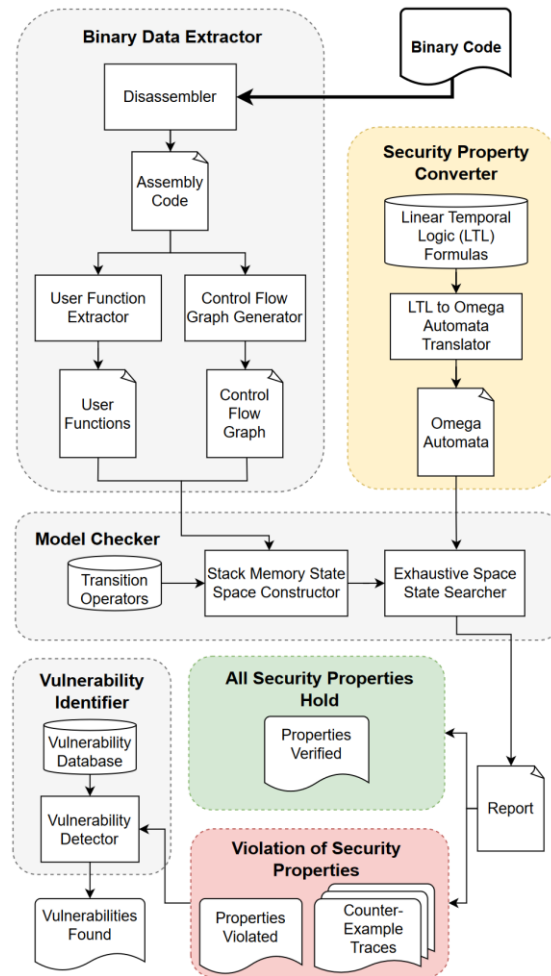 Binary Data Extractor
Binary Code
Disassembler
Assembly
Code
User Function
Extractor
Control Flow
Graph Generator
User
Functions
Control
Flow
Graph
Security Property
Converter
Linear Temporal
Logic (LTL)
Formulas
LTL to Omega
Automata
Translator
Omega
Automata
Model Checker
Transition
Operators
Stack Memory State
Space Constructor
Exhaustive Space
State Searcher
Vulnerability
Identifier
Vulnerability
Database
Vulnerability
Detector
Vulnerabilities
Found
All Security Properties
Hold
Properties
Verified
Report
Violation of Security
Properties
Properties
Violated
Counter-
Example
Traces